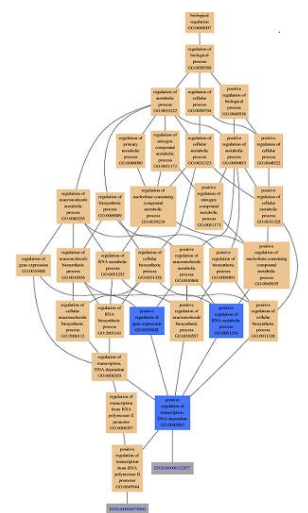 biological
regulation
GO:0065007
regulation of
biological
process
GO:0050789
regulation of
metabolic
process
GO:0019222
regulation of
cellular
process
GO:0050794
positive
regulation of
biological
process
GO:0048518
regulation of
primary
metabolic
process
GO:0080090
regulation of
nitrogen
compound
metabolic
process
GO:0051171
regulation of
cellular
metabolic
process
GO:0031323
positive
regulation of
metabolic
process
GO:0009893
positive
regulation of
cellular
process
GO:0048522
regulation of
macromolecule
metabolic
process
GO:0060255
regulation of
biosynthetic
process
GO:0009889
regulation of
nucleobase-containing
compound
metabolic
process
GO:0019219
positive
regulation of
nitrogen
compound
metabolic
process
GO:0051173
positive
regulation of
cellular
metabolic
process
GO:0031325
regulation of
gene expression
GO:0010468
regulation of
macromolecule
biosynthetic
process
GO:0010556
regulation of
RNA metabolic
process
GO:0051252
regulation of
cellular
biosynthetic
process
GO:0031326
positive
regulation of
macromolecule
metabolic
process
GO:0010604
positive
regulation of
biosynthetic
process
GO:0009891
positive
regulation of
nucleobase-containing
compound
metabolic
process
GO:0045935
regulation of
cellular
macromolecule
biosynthetic
process
GO:2000112
regulation of
RNA
biosynthetic
process
GO:2001141
positive
regulation of
gene expression
GO:0010628
positive
regulation of
macromolecule
biosynthetic
process
GO:0010557
positive
regulation of
RNA metabolic
process
GO:0051254
positive
regulation of
cellular
biosynthetic
process
GO:0031328
regulation of
transcription,
DNA-dependent
GO:0006355
regulation of
transcription
from RNA
polymerase II
promoter
GO:0006357
positive
regulation of
transcription,
DNA-dependent
GO:0045893
positive
regulation of
transcription
from RNA
polymerase II
promoter
GO:0045944